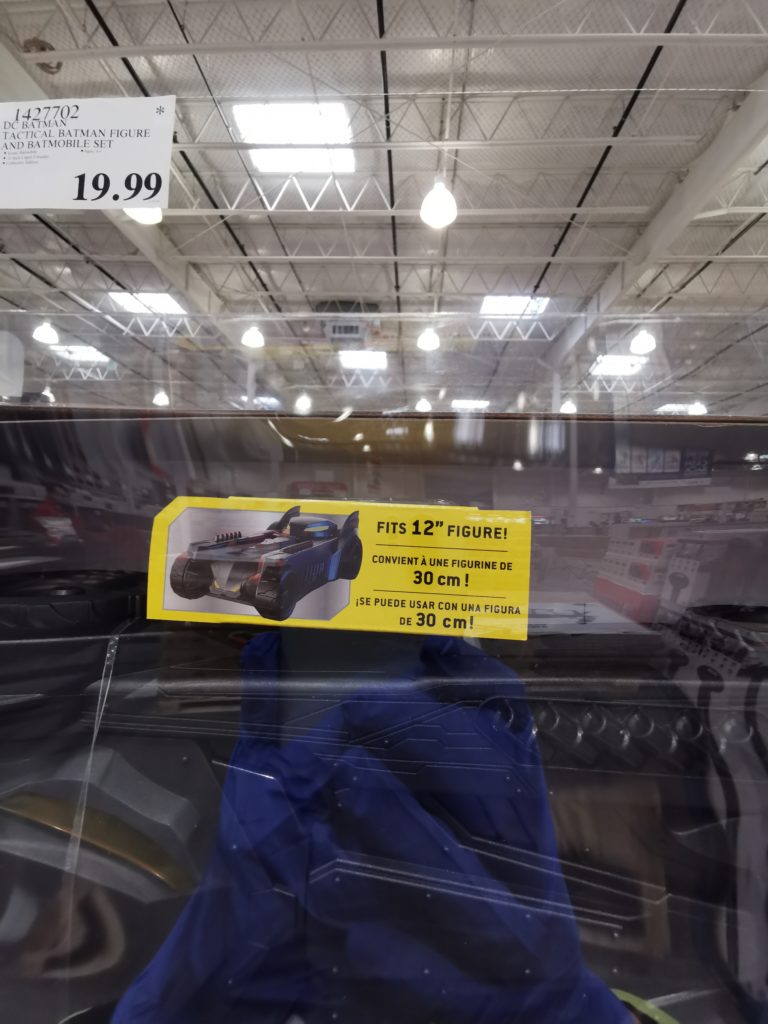 1427702 *
DC BATMAN
TACTICAL BATMAN FIGURE
AND BATMOBILE SET
19.99
FITS 12” FIGURE!
CONVIENT À UNE FIGURINE DE
30 cm !
¡SE PUEDE USAR CON UNA FIGURA
DE 30 cm!